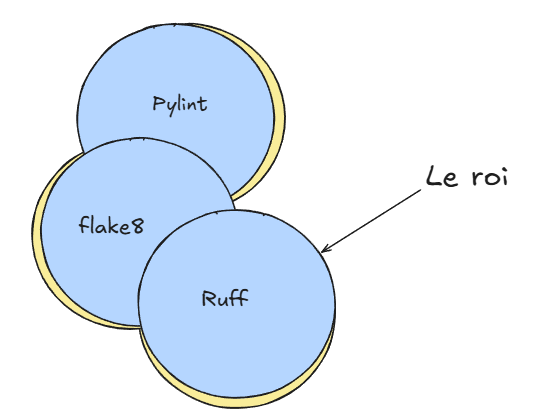 Pylint
Le roi
flake8
Ruff